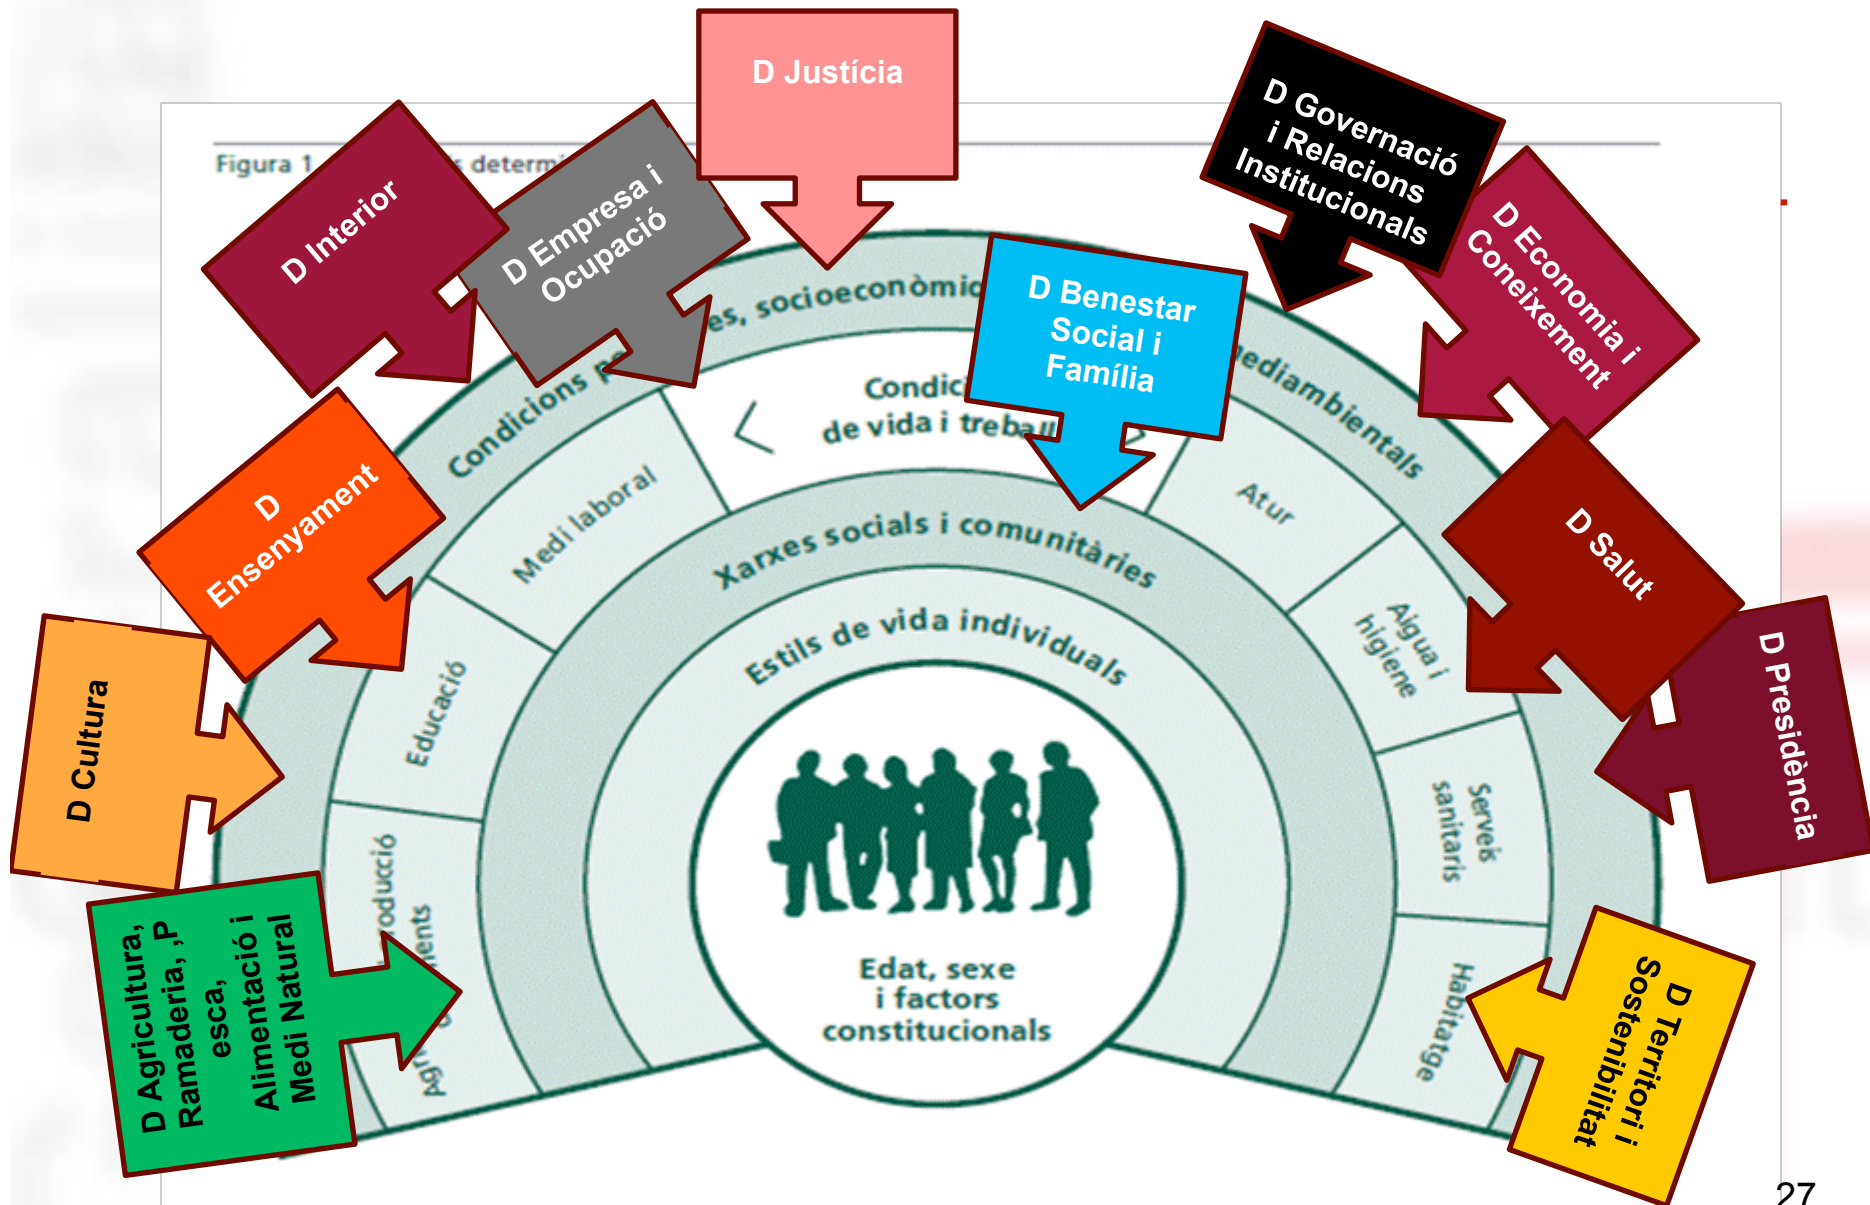 D Justícia
D Governació
i Relacions
Institucionals
Figura 1
D Interior
D Empresa i
Ocupació
D Economia i
Coneixement
D Benestar
Social i
Família
Condicions
es, socioeconòmi
mediambientals
de vida i treball
D
Ensenyament
Medi laboral
Atur
D Salut
Xarxes socials i comunitàries
Aigua i
higiene
Estils de vida individuals
D Cultura
Educació
D Presidència
Serveis
sanitaris
D Agricultura,
Ramaderia, ,P
esca,
Alimentació i
Medi Natural
Edat, sexe
i factors
constitucionals
Habitatge
D Territori i
Sostenibilitat
27